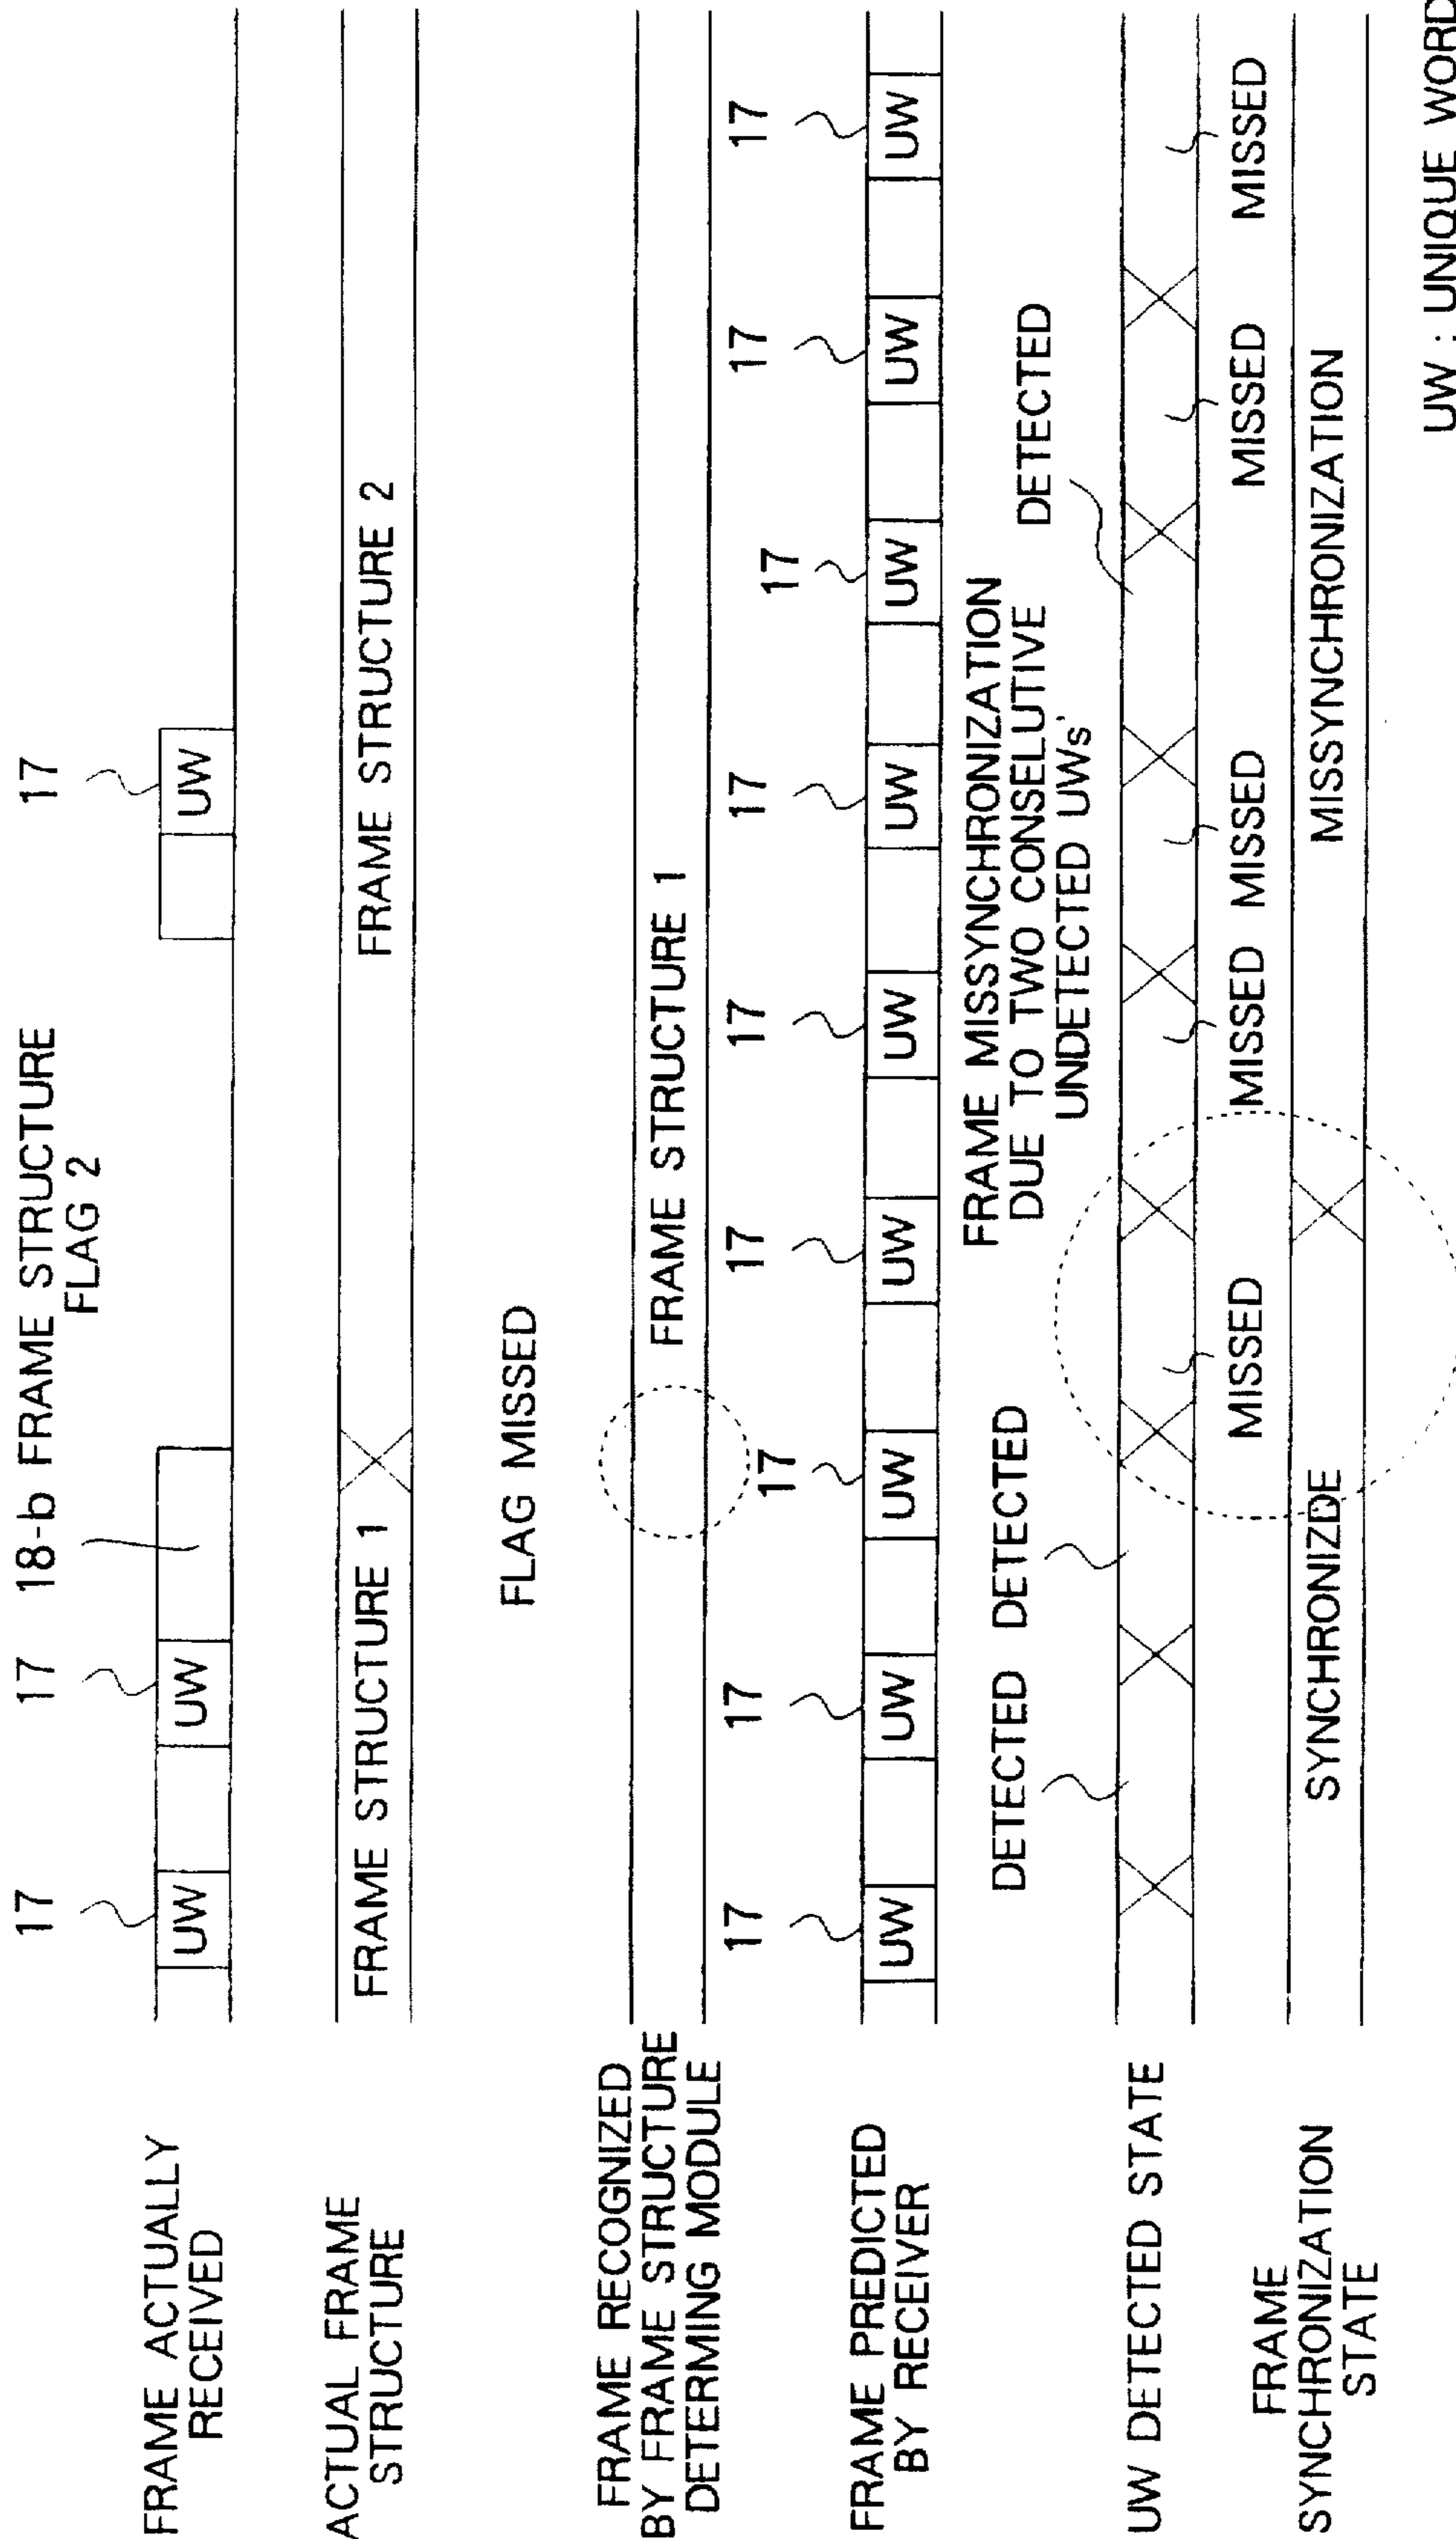 17
17
18-b FRAME STRUCTURE
FLAG 2
17
FRAME ACTUALLY
RECEIVED
UW
UW
UW
ACTUAL FRAME
STRUCTURE
FRAME STRUCTURE 1
FRAME STRUCTURE 2
FLAG MISSED
FRAME RECOGNIZED
BY FRAME STRUCTURE
DETERMING MODULE
FRAME STRUCTURE 1
17
17
17
17
17
17
17
17
17
FRAME PREDICTED
BY RECEIVER
UW
UW
UW
UW
UW
UW
UW
UW
UW
DETECTED
DETECTED
FRAME MISSYNCHRONIZATION
DUE TO TWO CONSELUTIVE
UNDETECTED UWs'
DETECTED
UW DETECTED STATE
MISSED
MISSED
MISSED
MISSED
MISSED
FRAME
SYNCHRONIZATION
STATE
SYNCHRONIZDE
MISSYNCHRONIZATION
UW : UNIQUE WORD